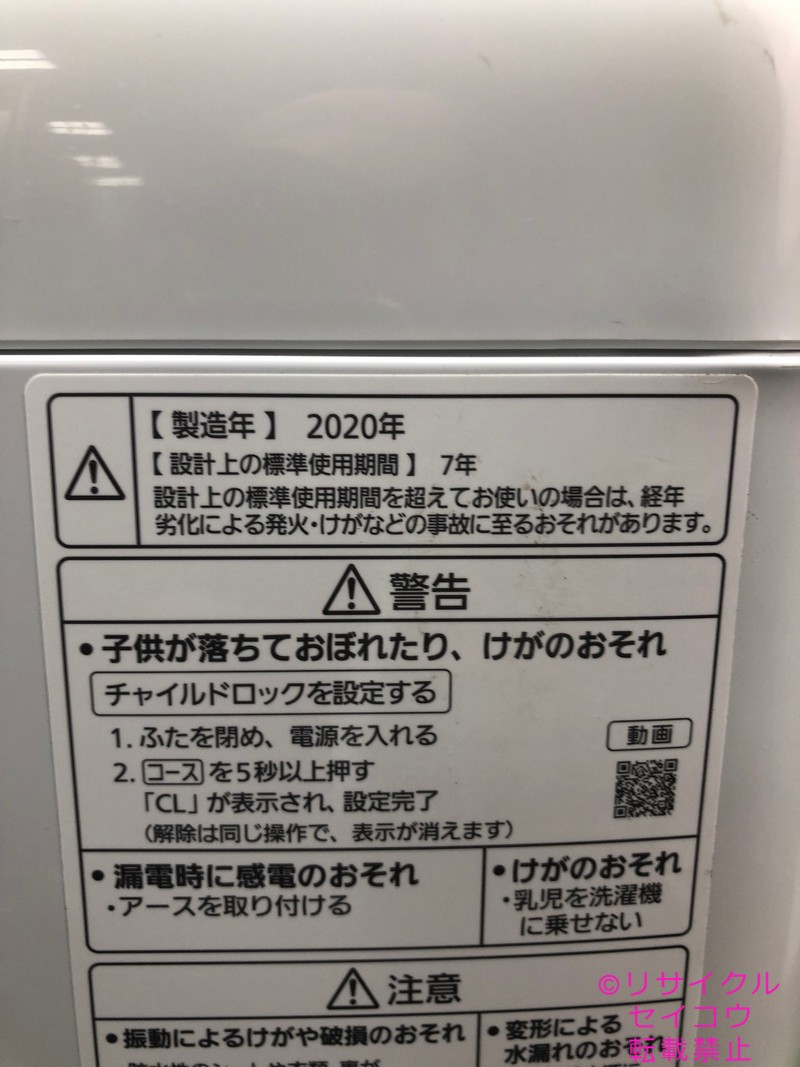 【製造年】 2020年
【設計上の標準使用期間】 7年
設計上の標準使用期間を超えてお使いの場合は、経年
劣化による発火・けがなどの事故に至るおそれがあります。
警告
・子供が落ちておぼれたり、けがのおそれ
チャイルドロックを設定する
1. ふたを閉め、電源を入れる
動画
2. コースを5秒以上押す
「CL」が表示され、設定完了
（解除は同じ操作で、表示が消えます）
・漏電時に感電のおそれ
・アースを取り付ける
・けがのおそれ
・乳児を洗濯機
に乗せない
注意
・振動によるけがや破損のおそれ
・変形による
水漏れのおそれ
©リサイクル
セイコウ
転載禁止